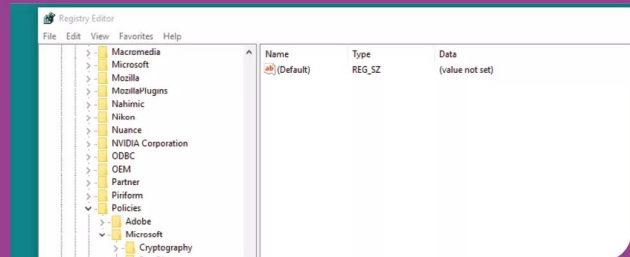 Registry Editor
File Edit View Favorites Help
Name Type Data
(Default) REG_SZ (value not set)
Macromedia
Microsoft
Mozilla
MozillaPlugins
Nahimic
Nikon
Nuance
NVIDIA Corporation
ODBC
OEM
Partner
Piriform
Policies
Adobe
Microsoft
Cryptography